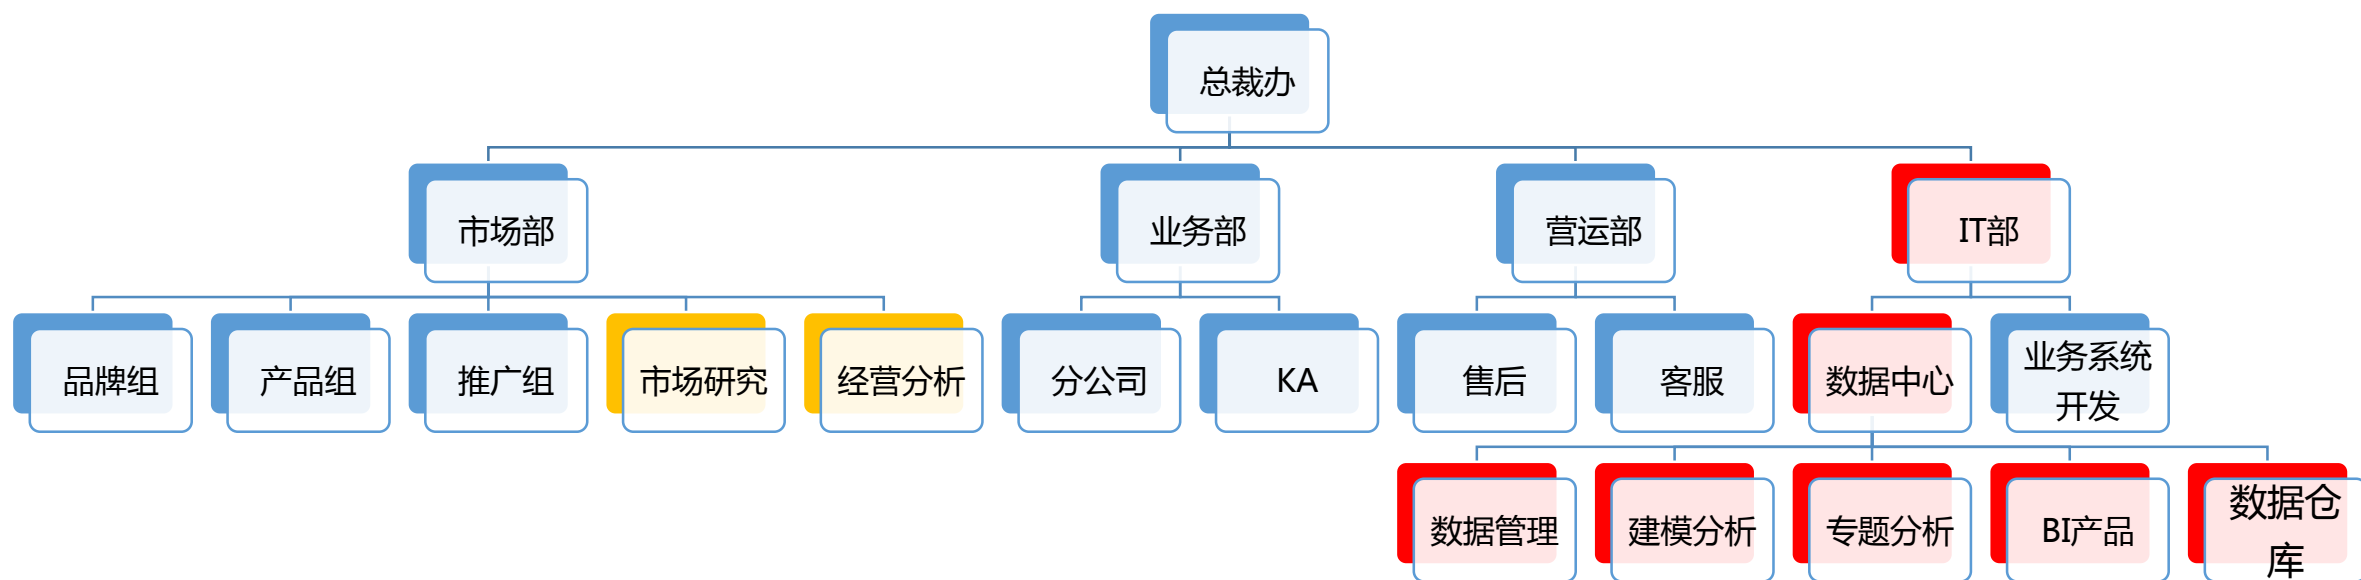 总裁办
市场部
业务部
营运部
IT部
品牌组
产品组
推广组
市场研究
经营分析
分公司
KA
售后
客服
数据中心
业务系统
开发
数据管理
建模分析
专题分析
BI产品
数据仓
库